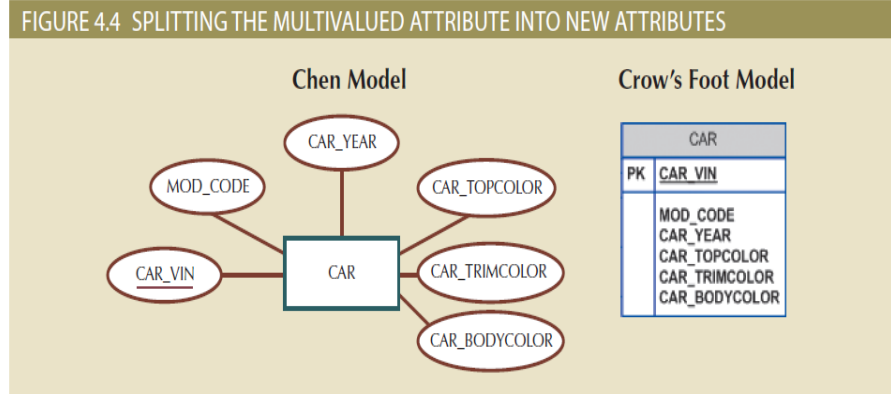 FIGURE 4.4 SPLITTING THE MULTIVALUED ATTRIBUTE INTO NEW ATTRIBUTES
Chen Model
CAR_YEAR
MOD_CODE
CAR_TOPCOLOR
CAR_VIN
CAR
CAR_TRIMCOLOR
CAR_BODYCOLOR
Crow's Foot Model
CAR
PK CAR_VIN
MOD_CODE
CAR_YEAR
CAR_TOPCOLOR
CAR_TRIMCOLOR
CAR_BODYCOLOR